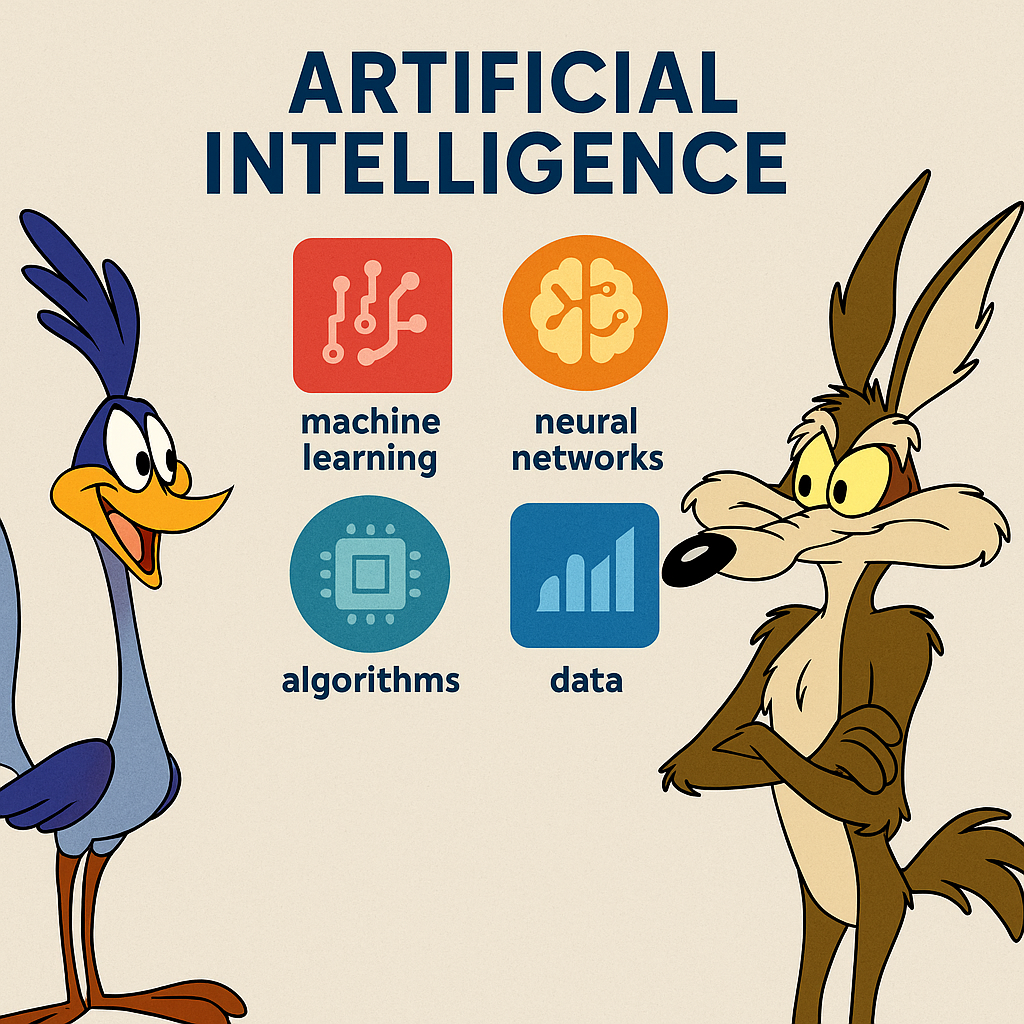 ARTIFICIAL
INTELLIGENCE
machine
learning
neural
networks
algorithms
data